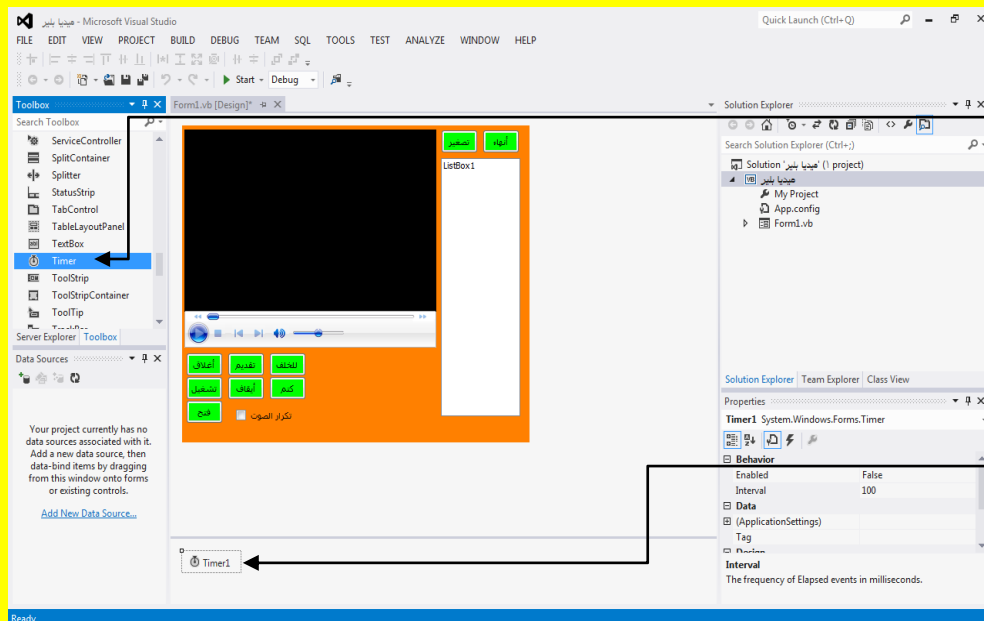 ميديا بلير - Microsoft Visual Studio
Quick Launch (Ctrl+Q)
FILE EDIT VIEW PROJECT BUILD DEBUG TEAM SQL TOOLS TEST ANALYZE WINDOW HELP
Start Debug
Toolbox
Search Toolbox
ServiceController
SplitContainer
Splitter
StatusStrip
TabControl
TableLayoutPanel
TextBox
Timer
ToolStrip
ToolStripContainer
ToolTip
TrackBar
Server Explorer Toolbox
Data Sources
Your project currently has no
data sources associated with it.
Add a new data source, then
data-bind items by dragging
from this window onto forms
or existing controls.
Add New Data Source...
Form1.vb [Design]*
أنهاء تصغير
ListBox1
للخلف تقديم أغلاق
كتم أيقاف تشغيل
فتح
تكرار الصوت
Timer1
Solution Explorer
Search Solution Explorer (Ctrl+;)
Solution 'ميديا بلير' (١ project)
ميديا بلير
My Project
App.config
Form1.vb
Solution Explorer Team Explorer Class View
Properties
Timer1 System.Windows.Forms.Timer
Behavior
Enabled False
Interval 100
Data
(ApplicationSettings)
Tag
Design
Interval
The frequency of Elapsed events in milliseconds.
Ready